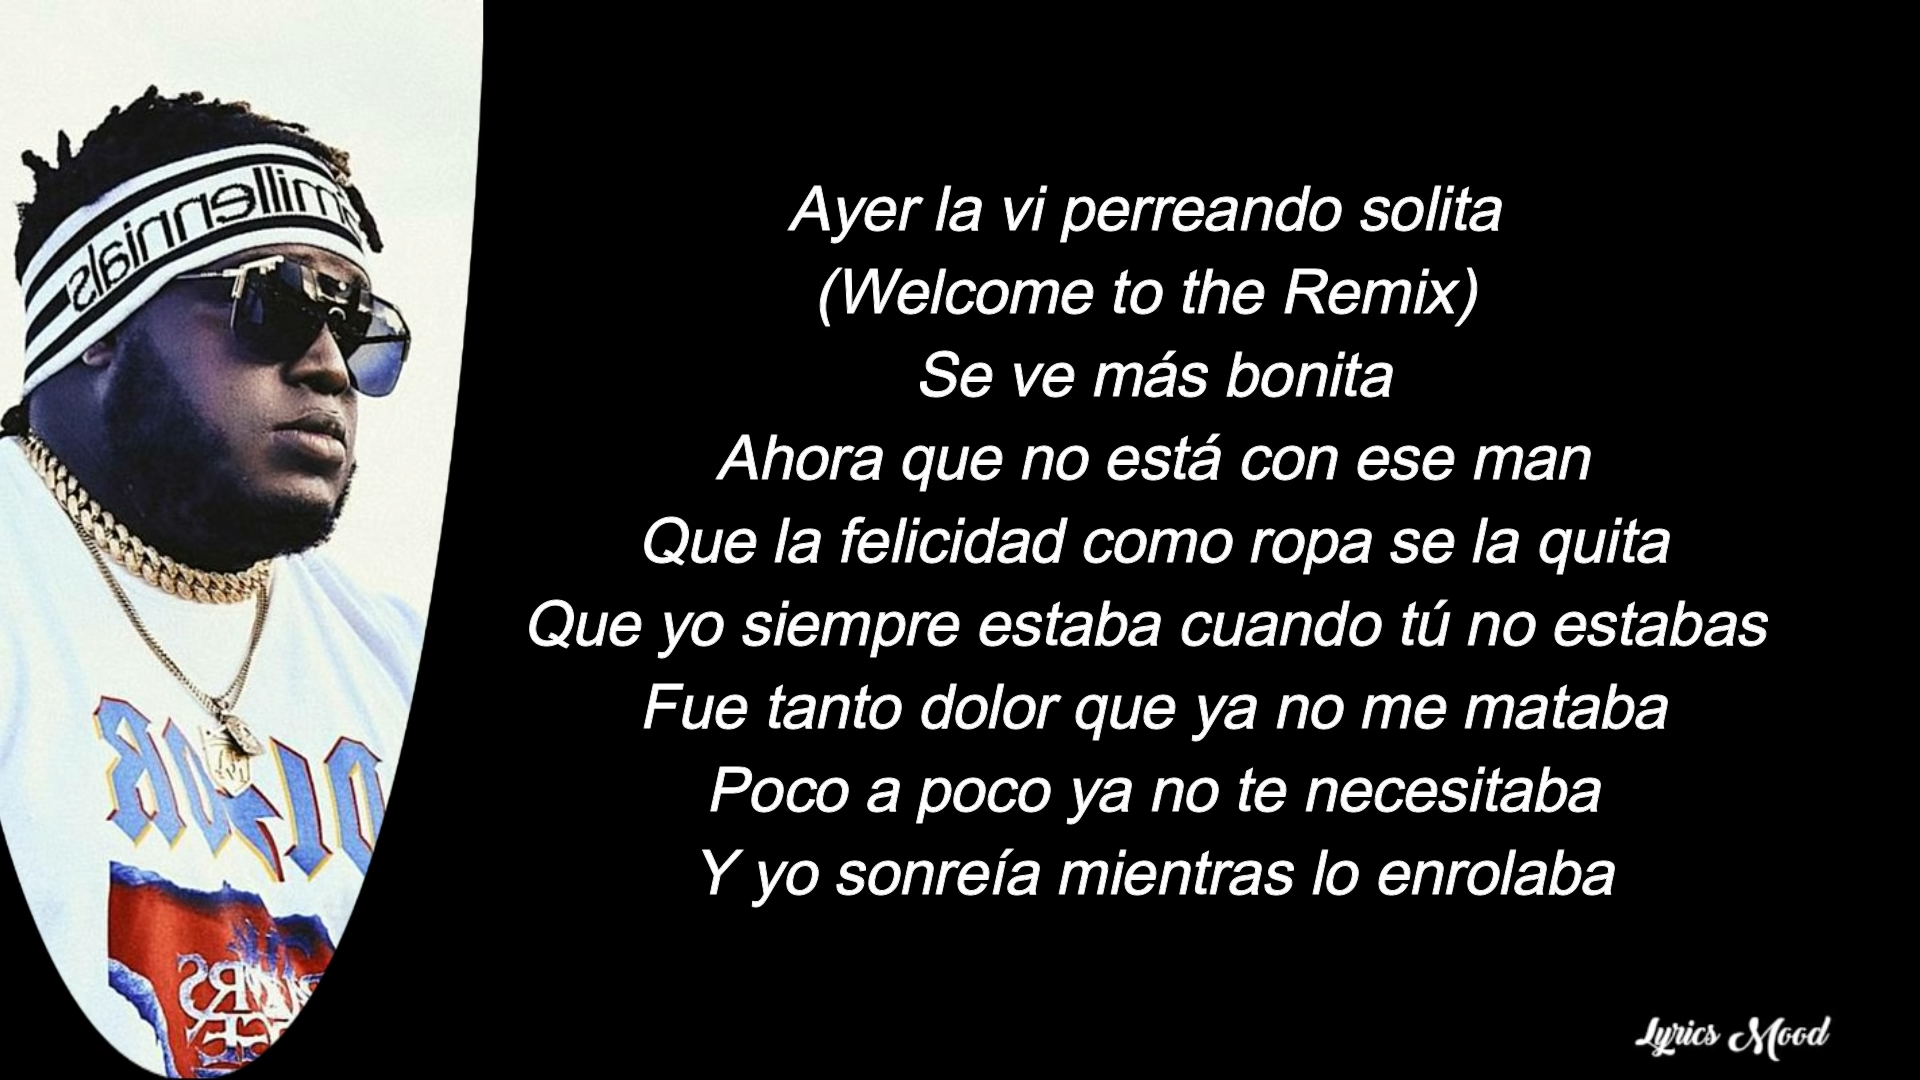 millennials
Ayer la vi perreando solita
(Welcome to the Remix)
Se ve más bonita
Ahora que no está con ese man
Que la felicidad como ropa se la quita
Que yo siempre estaba cuando tú no estabas
Fue tanto dolor que ya no me mataba
Poco a poco ya no te necesitaba
Y yo sonreía mientras lo enrolaba
Lyrics Mood